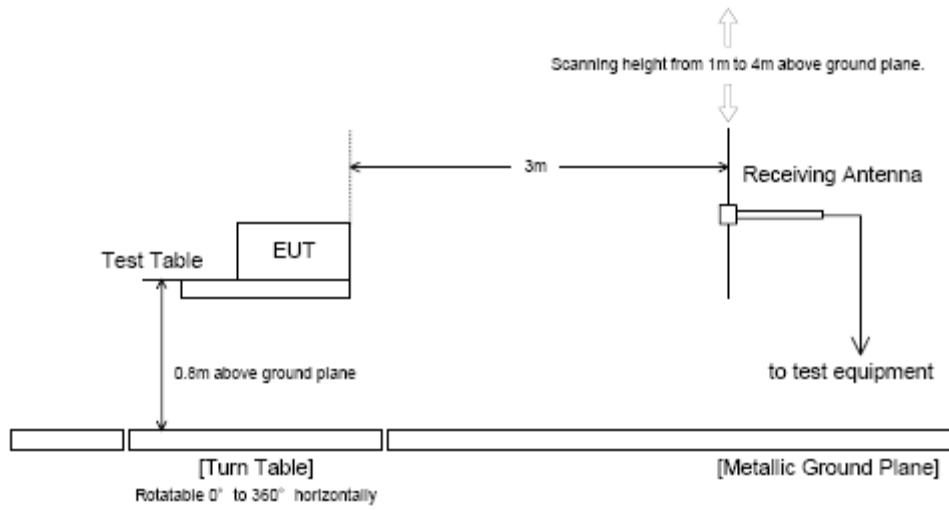 Scanning height from 1m to 4m above ground plane.
3m
Receiving Antenna
EUT
Test Table
0.8m above ground plane
to test equipment
[Turn Table]
[Metallic Ground Plane]
Rotatable 0° to 360° horizontally